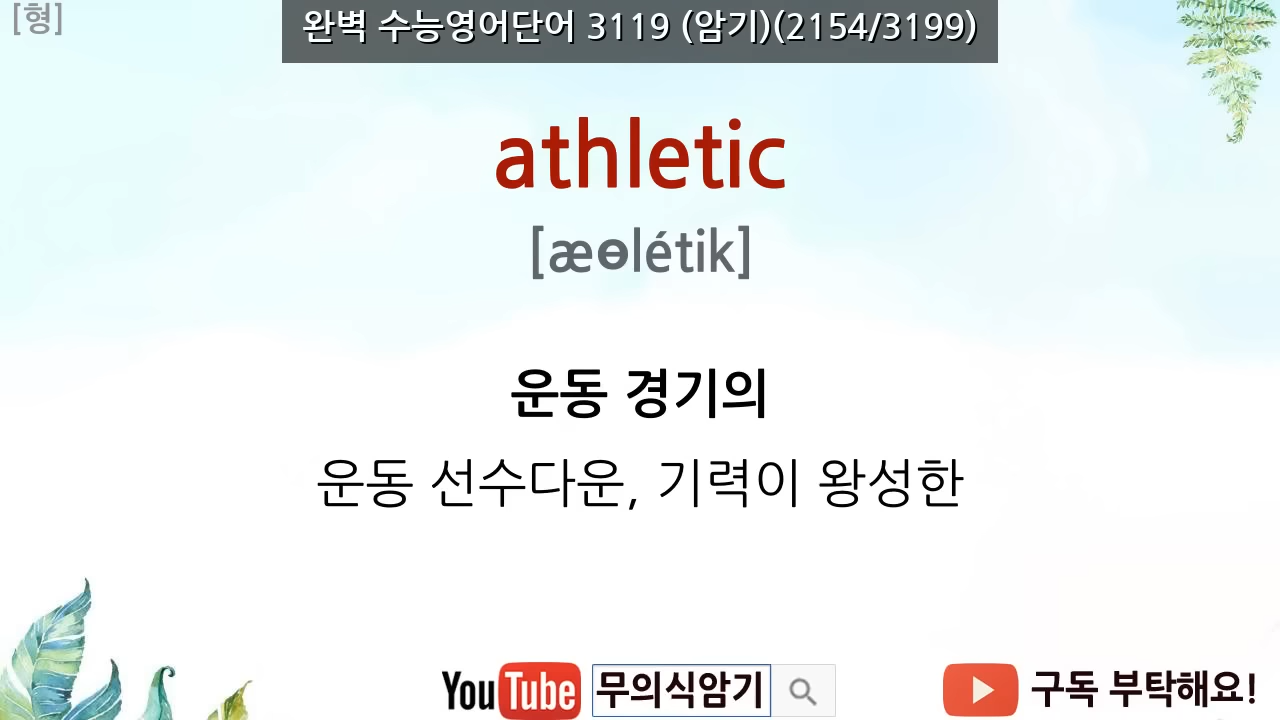 [형]
완벽 수능영어단어 3119 (암기)(2154/3199)
athletic
[æɵlétik]
운동 경기의
운동 선수다운, 기력이 왕성한
YouTube 무의식암기
구독 부탁해요!